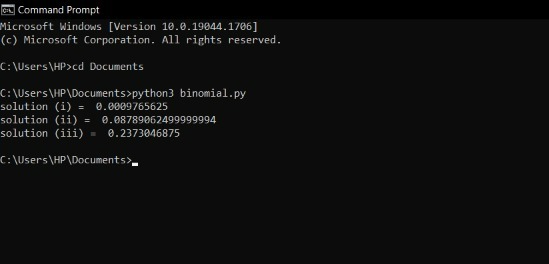 Command Prompt
Microsoft Windows [Version 10.0.19044.1706]
(c) Microsoft Corporation. All rights reserved.
C:\Users\HP>cd Documents
C:\Users\HP\Documents>python3 binomial.py
solution (i) =  0.0009765625
solution (ii) =  0.08789062499999994
solution (iii) =  0.2373046875
C:\Users\HP\Documents>